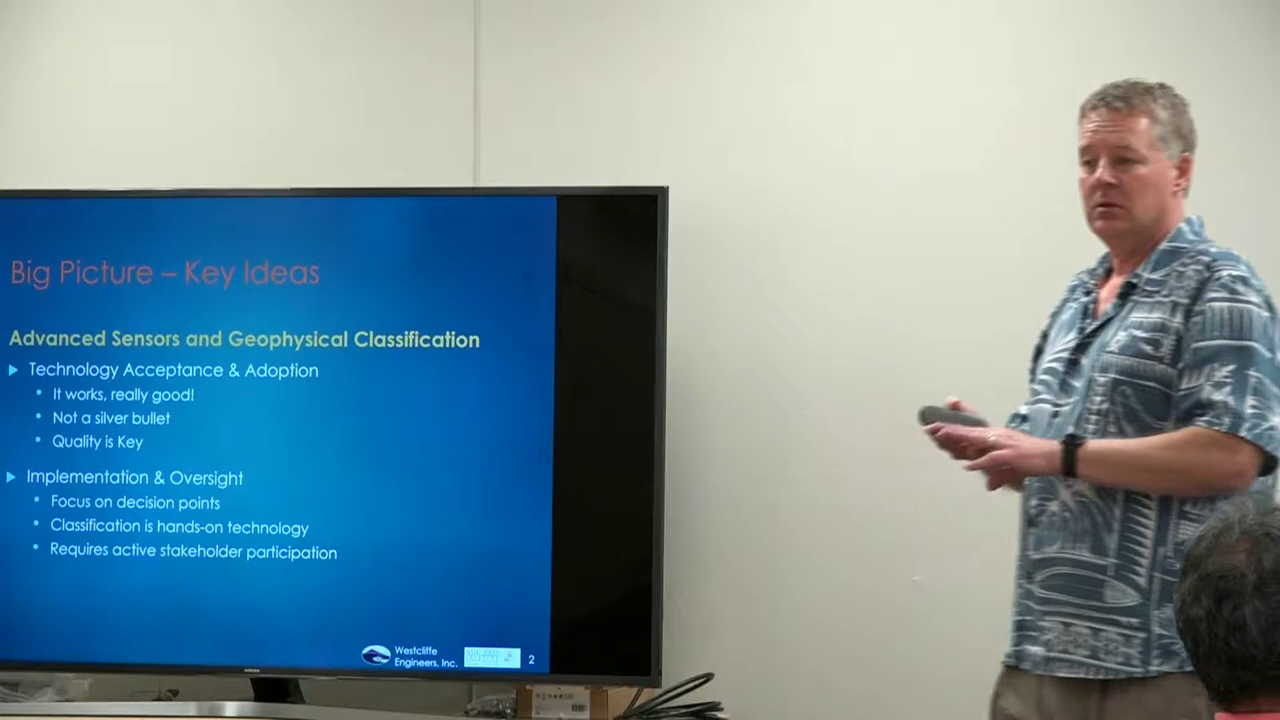 Big Picture – Key Ideas
Advanced Sensors and Geophysical Classification
Technology Acceptance & Adoption
It works, really good!
Not a silver bullet
Quality is Key
Implementation & Oversight
Focus on decision points
Classification is hands-on technology
Requires active stakeholder participation
Westcliffe
Engineers, Inc.
2
SAMSUNG